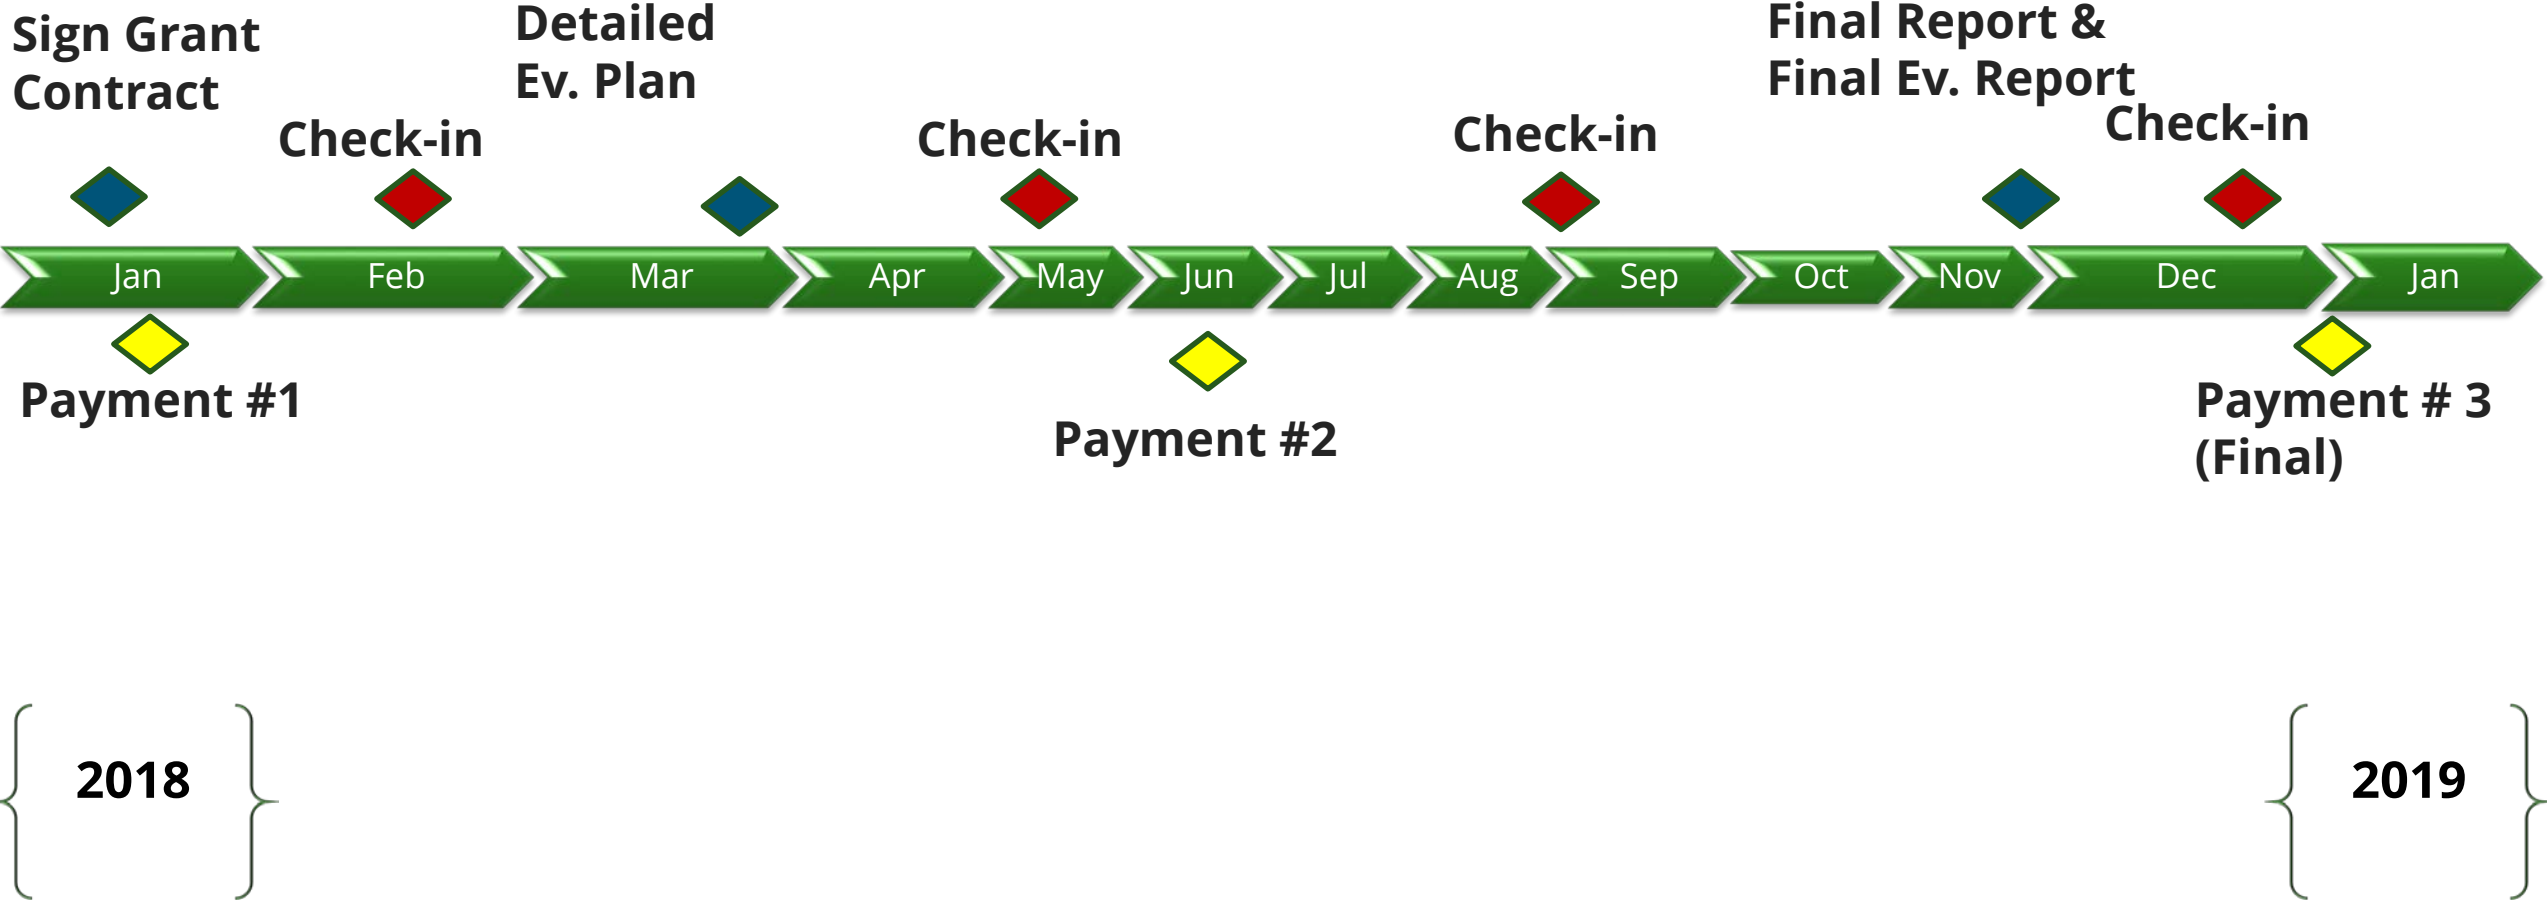 Sign Grant
Contract
Detailed
Ev. Plan
Final Report &
Final Ev. Report
Check-in
Check-in
Check-in
Check-in
Jan
Feb
Mar
Apr
May
Jun
Jul
Aug
Sep
Oct
Nov
Dec
Jan
Payment #1
Payment #2
Payment # 3
(Final)
2018
2019